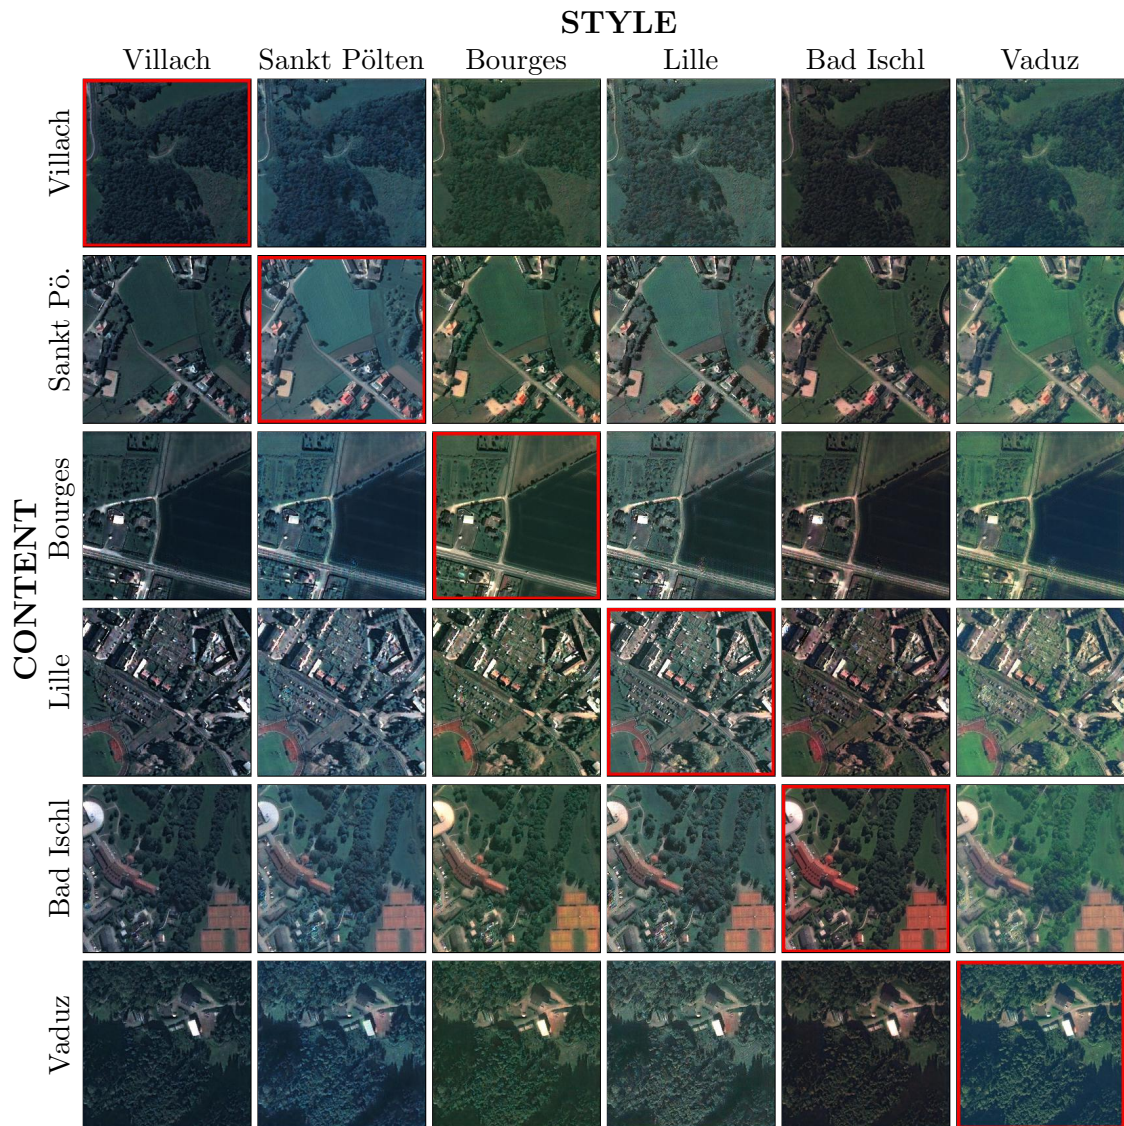 STYLE
Villach Sankt Pölten Bourges Lille Bad Ischl Vaduz
CONTENT
Villach
Sankt Pö.
Bourges
Lille
Bad Ischl
Vaduz